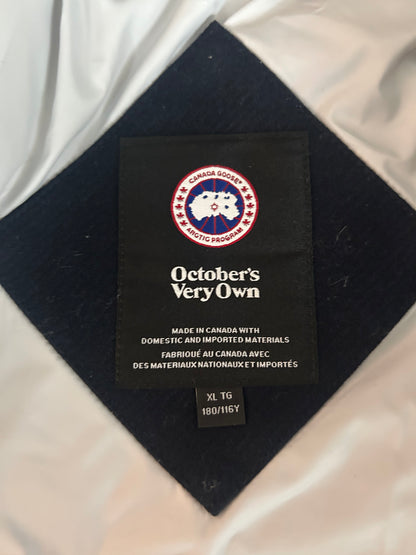 CANADA GOOSE®
ARCTIC PROGRAM
October's
Very Own
MADE IN CANADA WITH
DOMESTIC AND IMPORTED MATERIALS
FABRIQUÉ AU CANADA AVEC
DES MATERIAUX NATIONAUX ET IMPORTÉS
XL TG
180/116Y